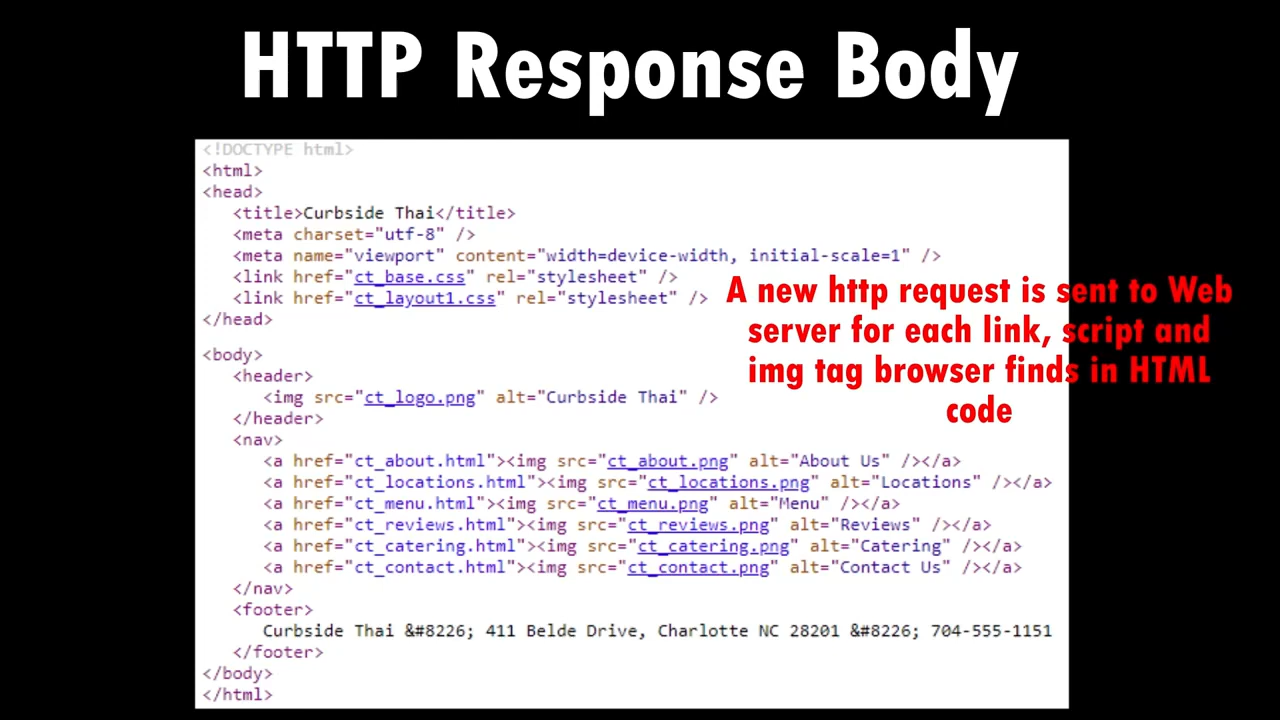 HTTP Response Body
<!DOCTYPE html>
<html>
<head>
<title>Curbside Thai</title>
<meta charset="utf-8" />
<meta name="viewport" content="width=device-width, initial-scale=1" />
<link href="ct_base.css" rel="stylesheet" />
<link href="ct_layout1.css" rel="stylesheet" />
</head>
A new http request is sent to Web
server for each link, script and
img tag browser finds in HTML
code
<body>
<header>
<img src="ct_logo.png" alt="Curbside Thai" />
</header>
<nav>
<a href="ct_about.html"><img src="ct_about.png" alt="About Us" /></a>
<a href="ct_locations.html"><img src="ct_locations.png" alt="Locations" /></a>
<a href="ct_menu.html"><img src="ct_menu.png" alt="Menu" /></a>
<a href="ct_reviews.html"><img src="ct_reviews.png" alt="Reviews" /></a>
<a href="ct_catering.html"><img src="ct_catering.png" alt="Catering" /></a>
<a href="ct_contact.html"><img src="ct_contact.png" alt="Contact Us" /></a>
</nav>
<footer>
Curbside Thai &#8226; 411 Belde Drive, Charlotte NC 28201 &#8226; 704-555-1151
</footer>
</body>
</html>